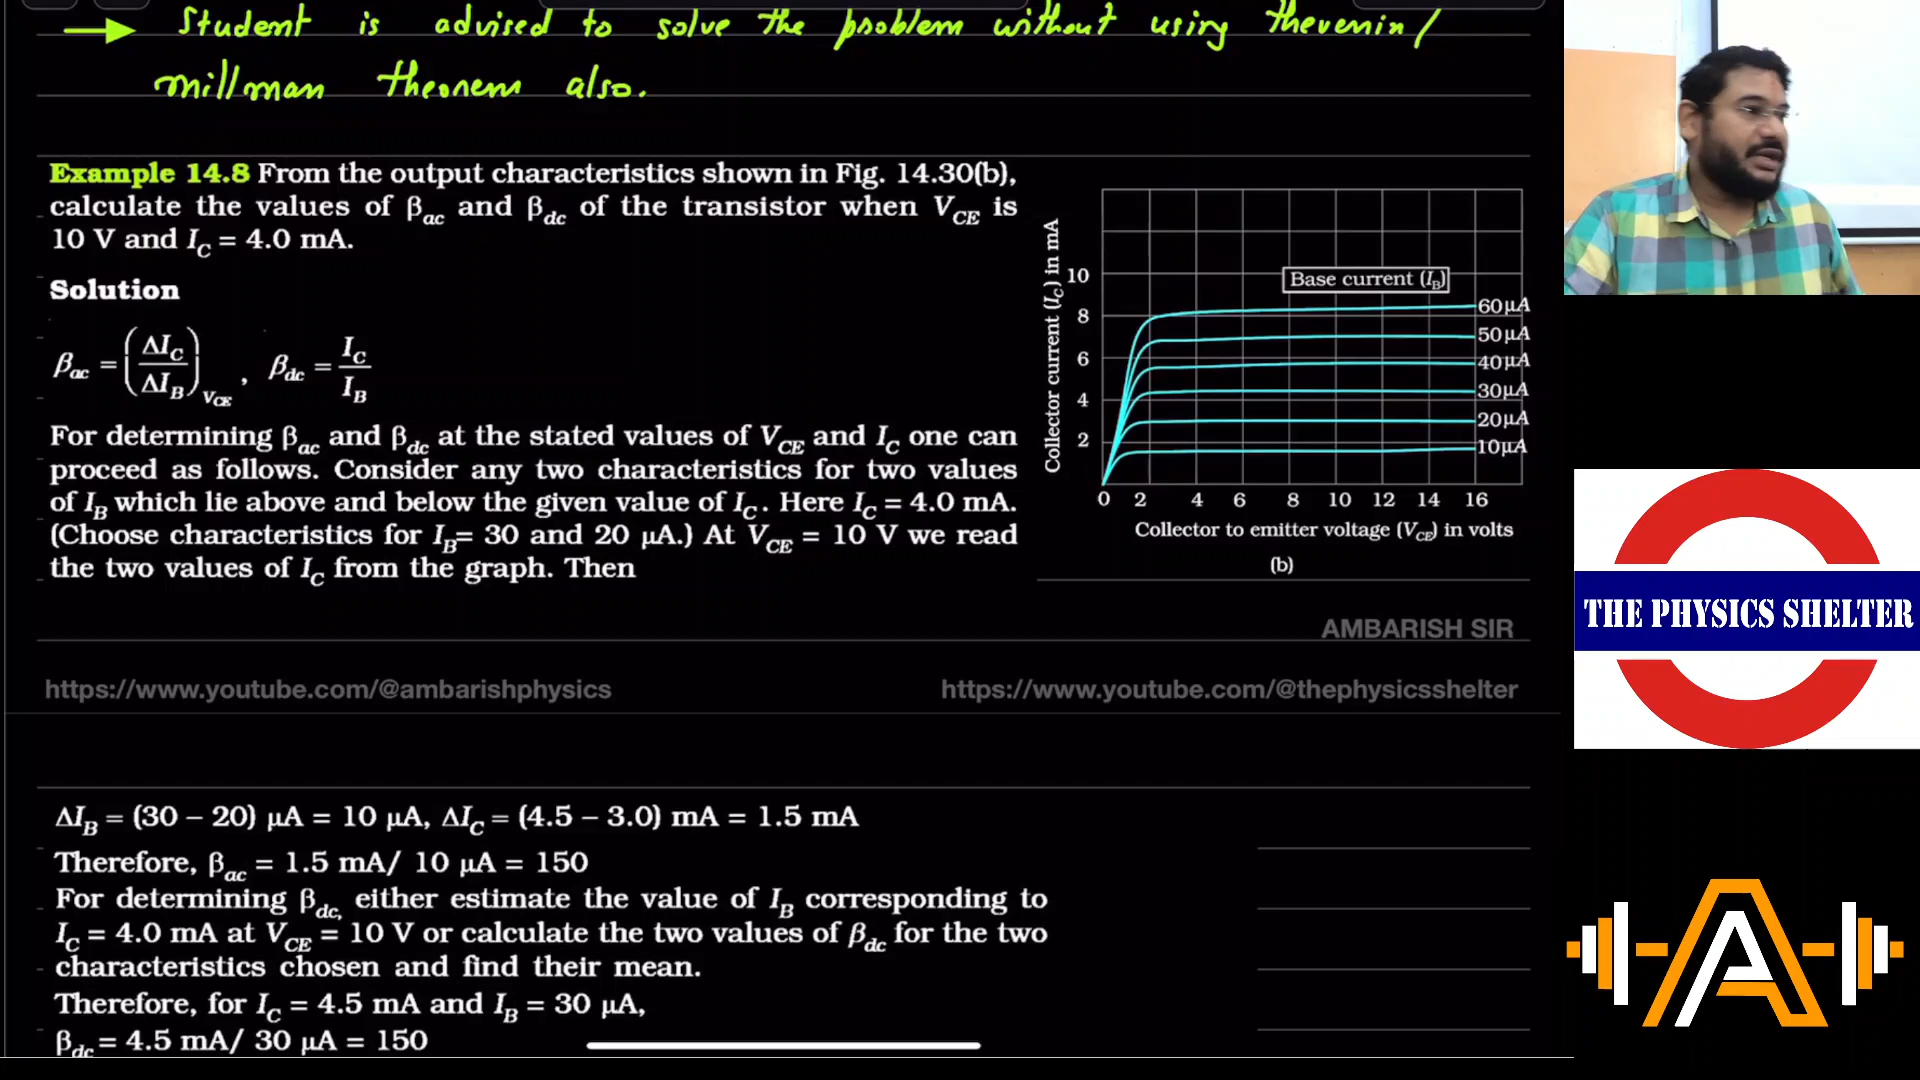 Student is advised to solve the problem without using thevenin/
millman theorem also.
Example 14.8 From the output characteristics shown in Fig. 14.30(b),
calculate the values of βac and βdc of the transistor when VCE is
10 V and IC = 4.0 mA.
Solution
βac = (ΔIC/ΔIB)VCE , βdc = IC/IB
For determining βac and βdc at the stated values of VCE and IC one can
proceed as follows. Consider any two characteristics for two values
of IB which lie above and below the given value of IC. Here IC = 4.0 mA.
(Choose characteristics for IB= 30 and 20 μA.) At VCE = 10 V we read
the two values of IC from the graph. Then
Collector current (IC) in mA
10
8
6
4
2
Base current (IB)
60μA
50μA
40μA
30μA
20μA
10μA
0 2 4 6 8 10 12 14 16
Collector to emitter voltage (VCE) in volts
(b)
AMBARISH SIR
https://www.youtube.com/@ambarishphysics
https://www.youtube.com/@thephysicsshelter
ΔIB = (30 – 20) μA = 10 μA, ΔIC = (4.5 – 3.0) mA = 1.5 mA
Therefore, βac = 1.5 mA/ 10 μA = 150
For determining βdc, either estimate the value of IB corresponding to
IC = 4.0 mA at VCE = 10 V or calculate the two values of βdc for the two
characteristics chosen and find their mean.
Therefore, for IC = 4.5 mA and IB = 30 μA,
βdc = 4.5 mA/ 30 μA = 150
THE PHYSICS SHELTER
A